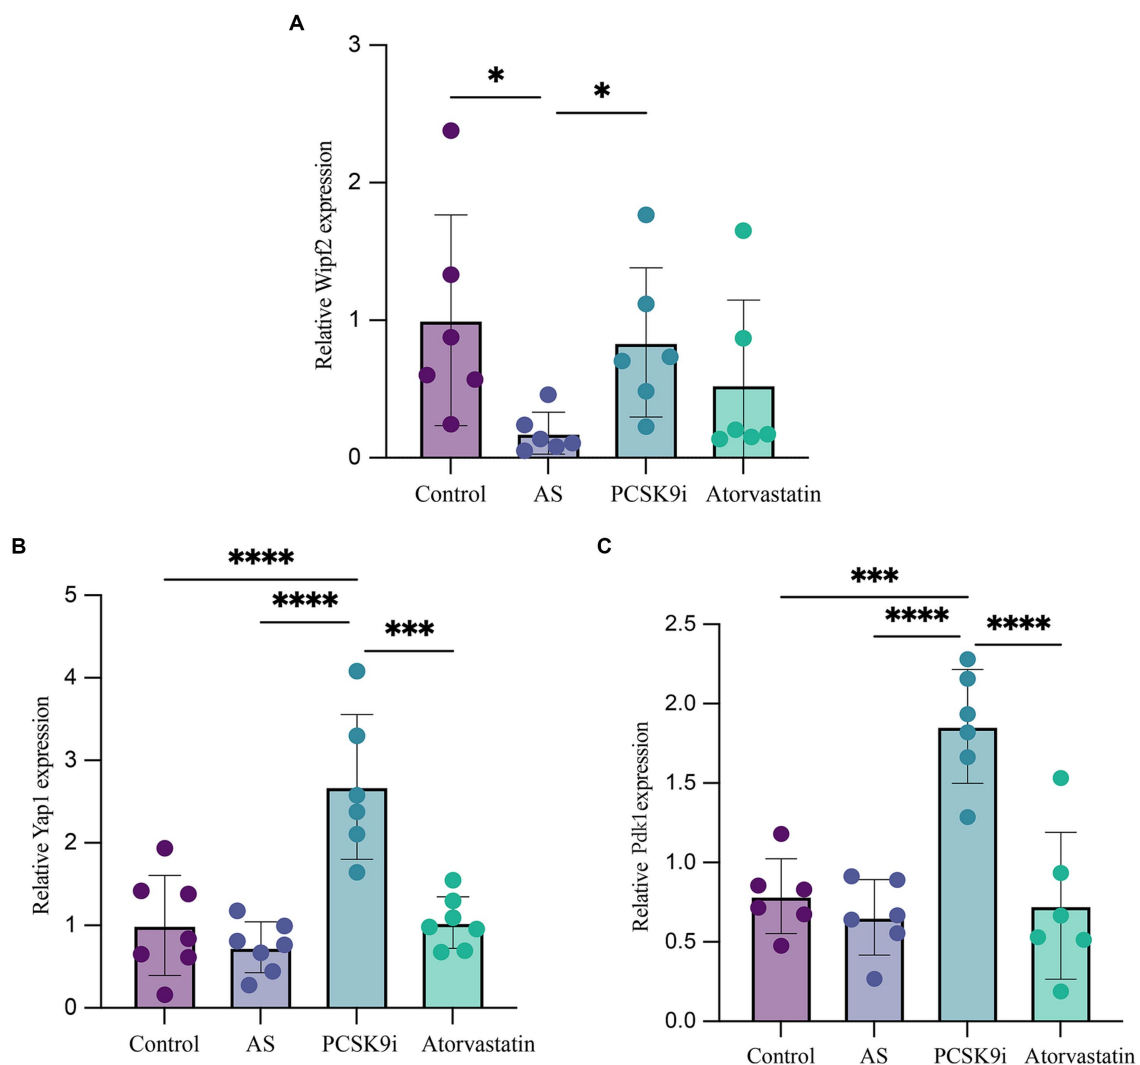 A
Relative Wipf2 expression
3
2
1
0
*
*
Control AS PCSK9i Atorvastatin
B
Relative Yap1 expression
5
4
3
2
1
0
****
****
***
Control AS PCSK9i Atorvastatin
C
Relative Pdk1expression
2.5
2.0
1.5
1.0
0.5
0.0
***
****
****
Control AS PCSK9i Atorvastatin